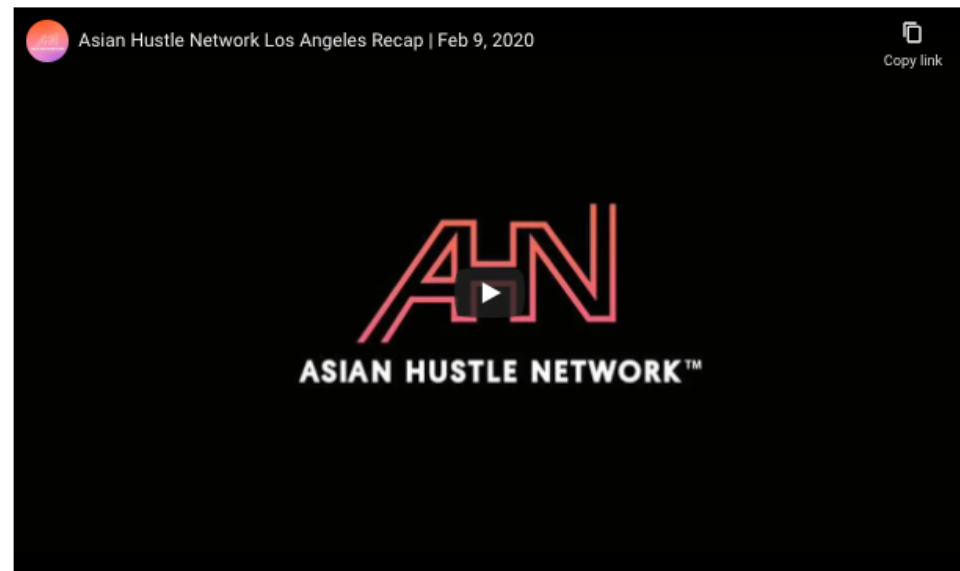 Asian Hustle Network Los Angeles Recap | Feb 9, 2020
Copy link
AHN
ASIAN HUSTLE NETWORK™